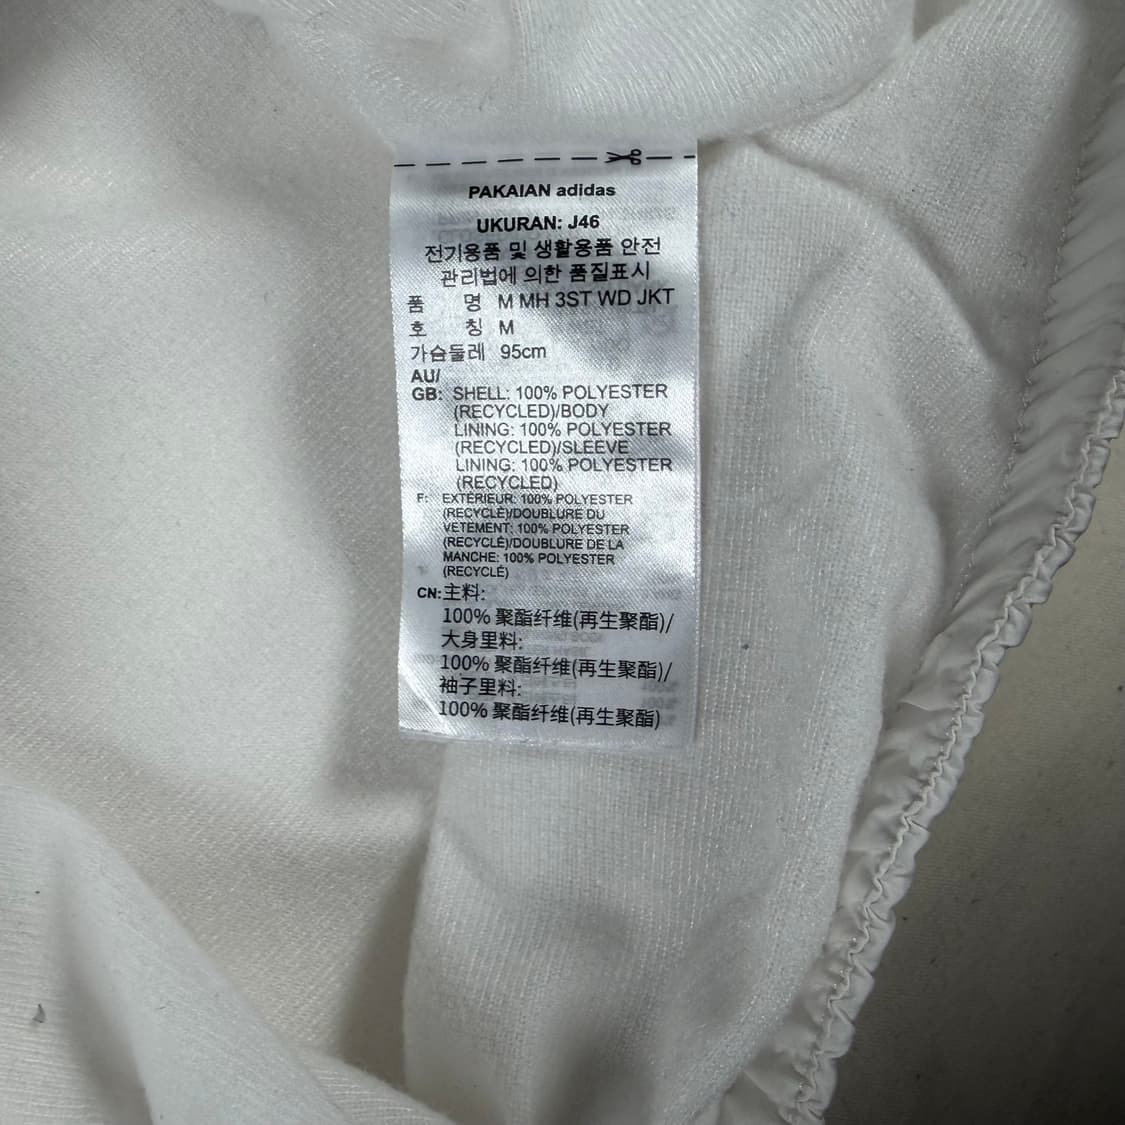 PAKAIAN adidas
UKURAN: J46
전기용품 및 생활용품 안전
관리법에 의한 품질표시
품 명 M MH 3ST WD JKT
호 칭 M
가슴둘레 95cm
AU/
GB: SHELL: 100% POLYESTER
(RECYCLED)/BODY
LINING: 100% POLYESTER
(RECYCLED)/SLEEVE
LINING: 100% POLYESTER
(RECYCLED)
F: EXTÉRIEUR: 100% POLYESTER
(RECYCLÉ)/DOUBLURE DU
VETEMENT: 100% POLYESTER
(RECYCLÉ)/DOUBLURE DE LA
MANCHE: 100% POLYESTER
(RECYCLÉ)
CN: 主料:
100% 聚酯纤维(再生聚酯)/
大身里料:
100% 聚酯纤维(再生聚酯)/
袖子里料:
100% 聚酯纤维(再生聚酯)